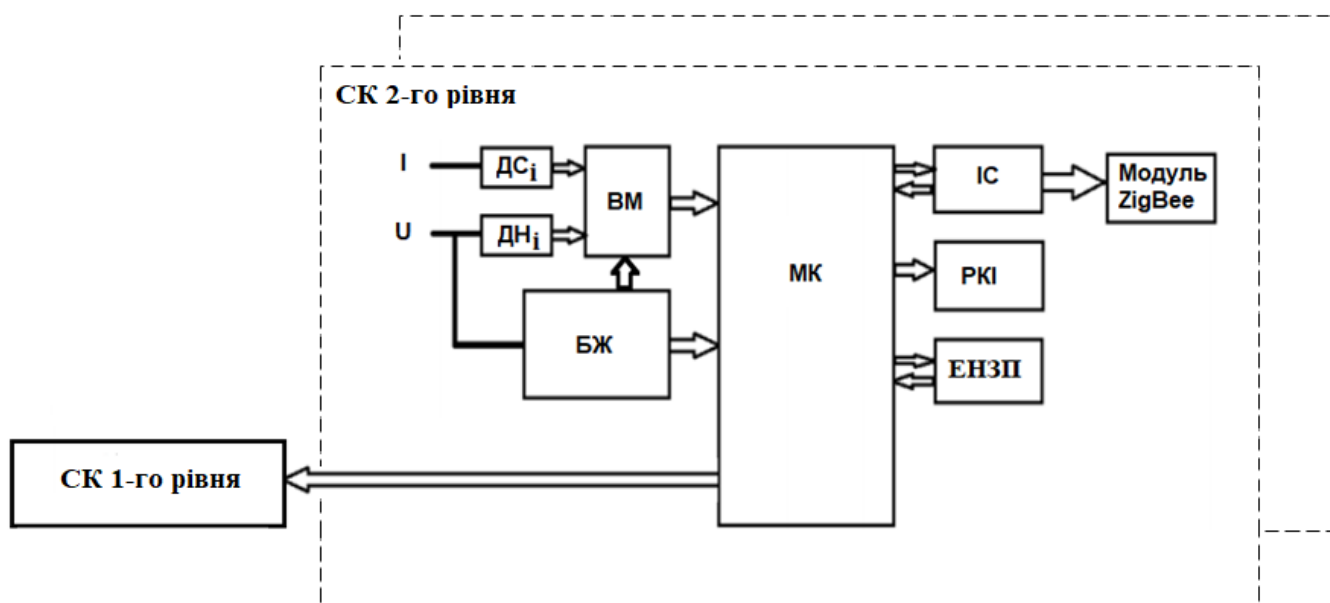 СК 2-го рівня
I
ДСi
ВМ
ІС
Модуль
ZigBee
U
ДНi
МК
РКІ
БЖ
ЕНЗП
СК 1-го рівня